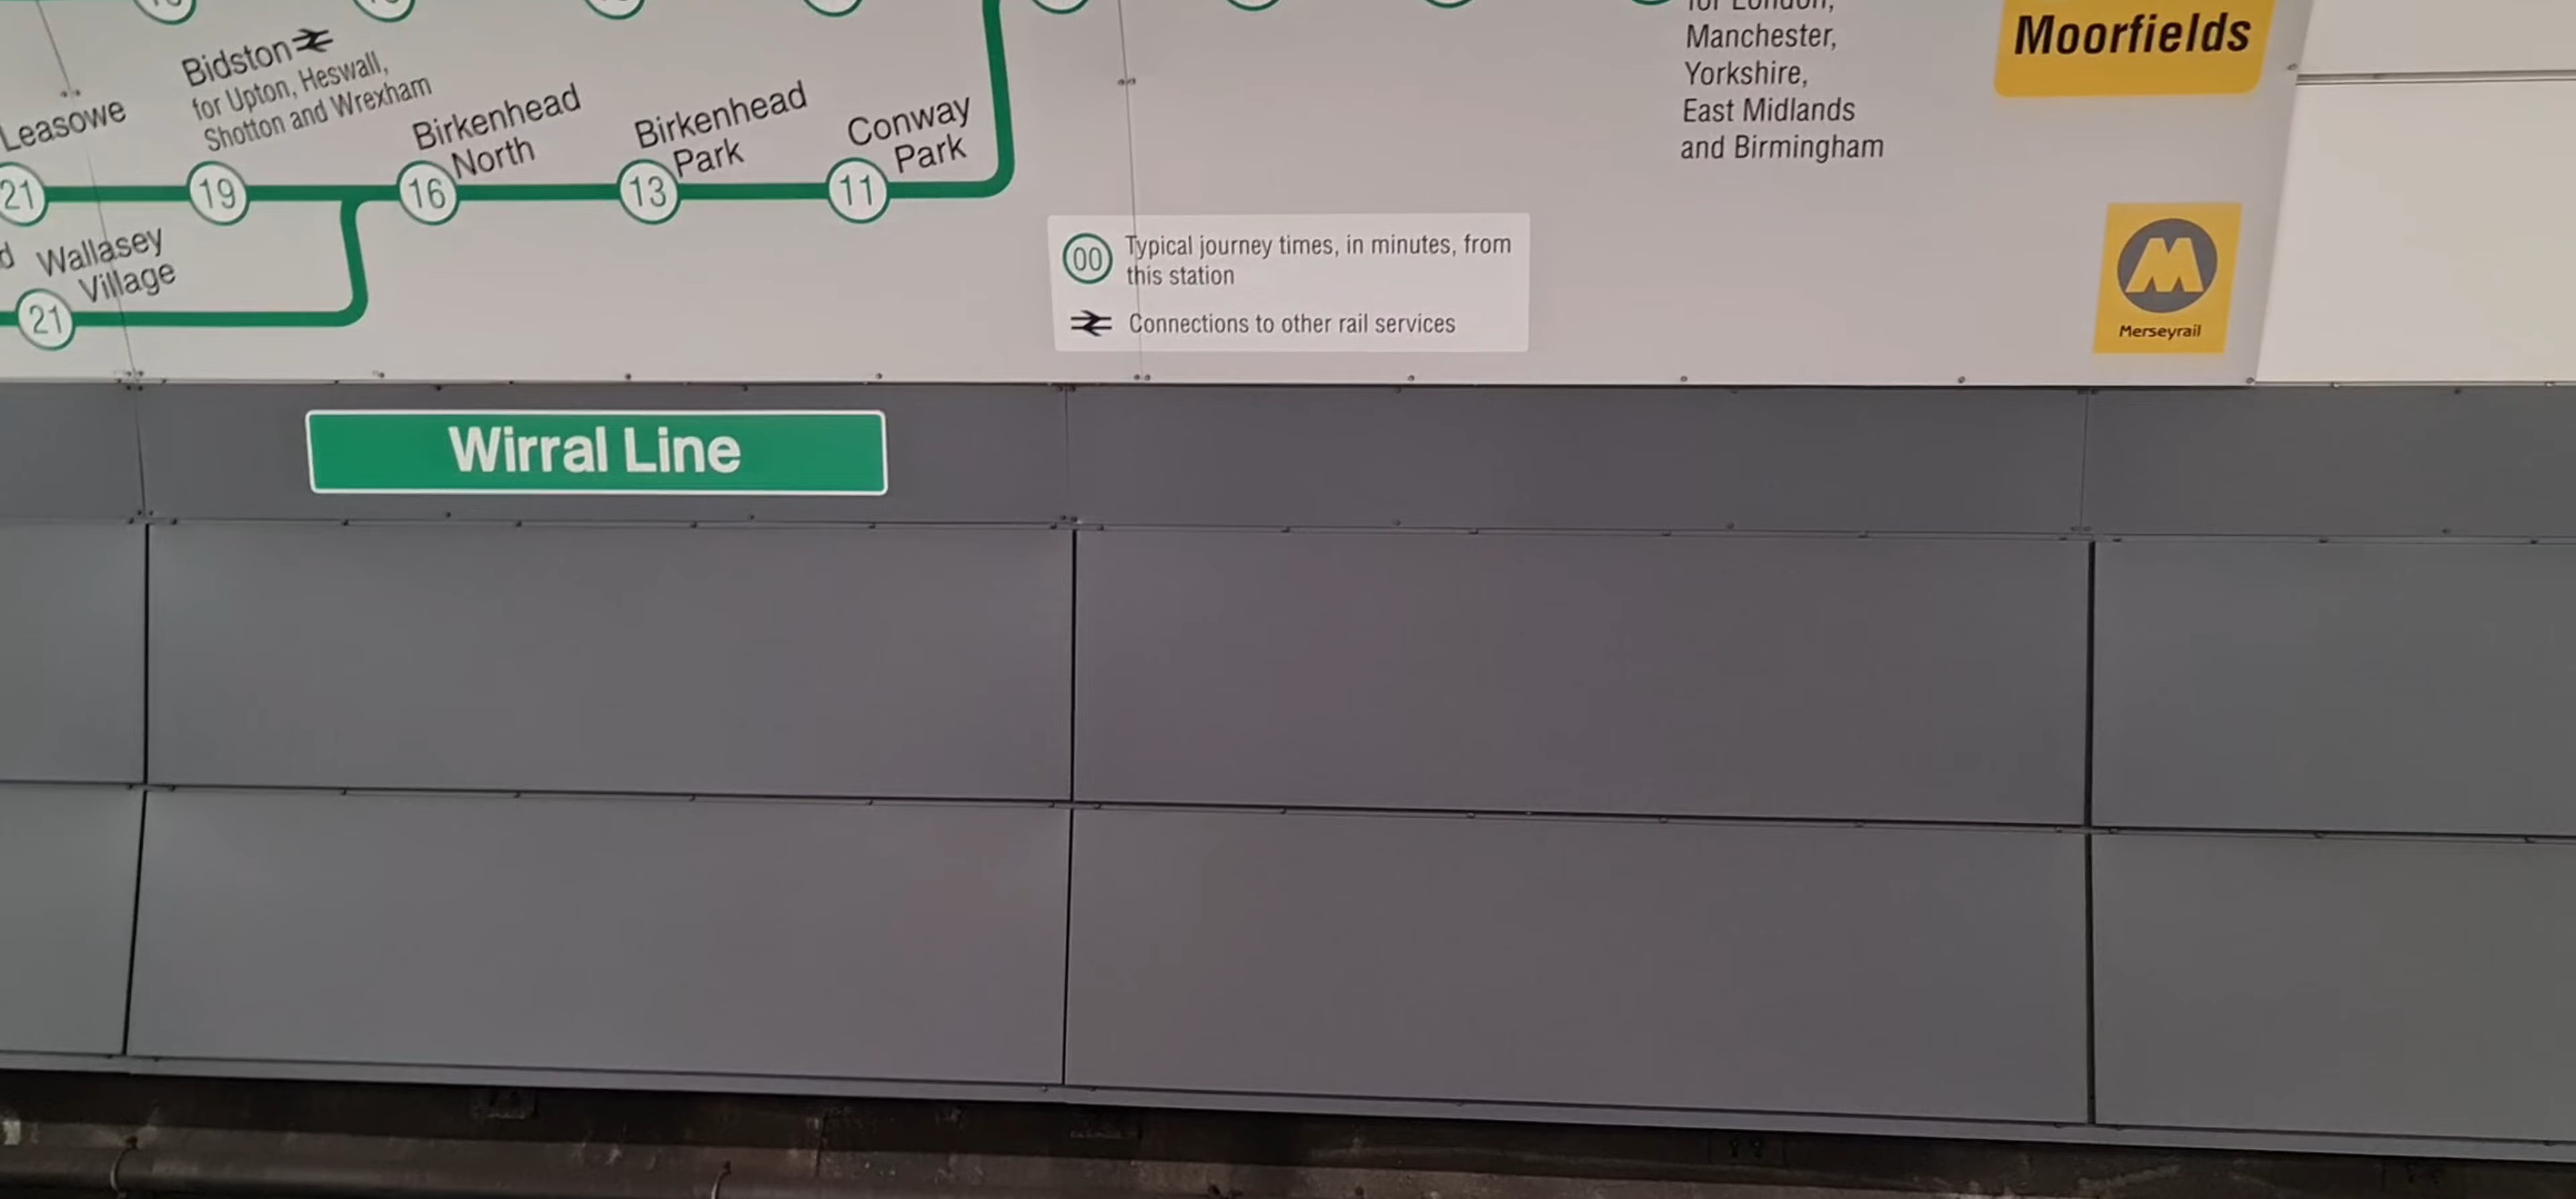 for London,
Manchester,
Yorkshire,
East Midlands
and Birmingham
Moorfields
Bidston
for Upton, Heswall,
Shotton and Wrexham
Leasowe
Birkenhead
North
Birkenhead
Park
Conway
Park
21
19
16
13
11
Wallasey
Village
21
00
Typical journey times, in minutes, from
this station
Connections to other rail services
M
Merseyrail
Wirral Line